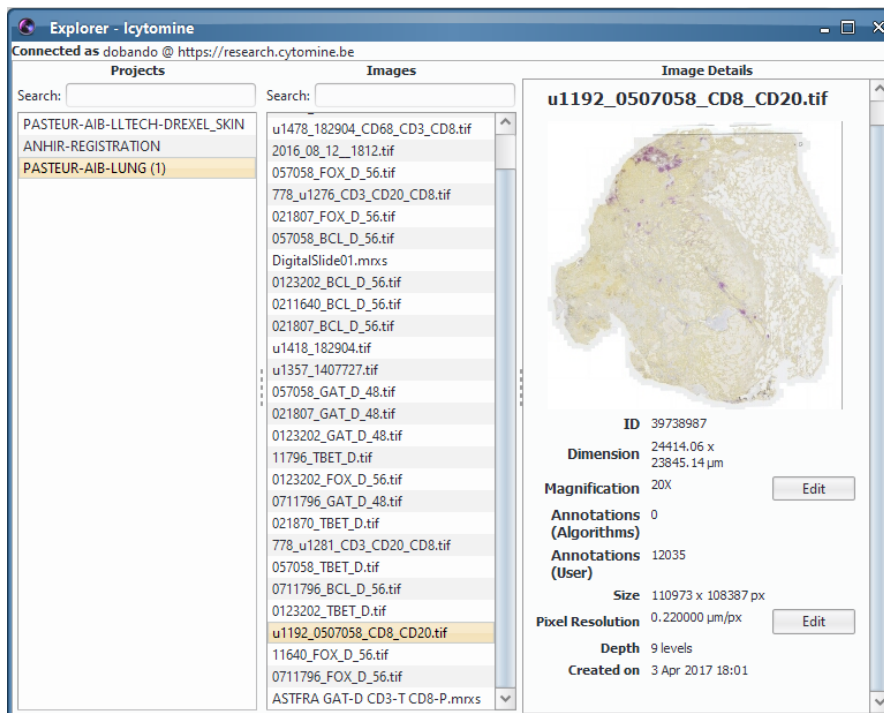 Explorer - Icytomine
Connected as dobando @ https://research.cytomine.be
Projects
Search:
PASTEUR-AIB-LLTECH-DREXEL_SKIN
ANHIR-REGISTRATION
PASTEUR-AIB-LUNG (1)
Images
Search:
u1478_182904_CD68_CD3_CD8.tif
2016_08_12__1812.tif
057058_FOX_D_56.tif
778_u1276_CD3_CD20_CD8.tif
021807_FOX_D_56.tif
057058_BCL_D_56.tif
DigitalSlide01.mrxs
0123202_BCL_D_56.tif
0211640_BCL_D_56.tif
021807_BCL_D_56.tif
u1418_182904.tif
u1357_1407727.tif
057058_GAT_D_48.tif
021807_GAT_D_48.tif
0123202_GAT_D_48.tif
11796_TBET_D.tif
0123202_FOX_D_56.tif
0711796_GAT_D_48.tif
021870_TBET_D.tif
778_u1281_CD3_CD20_CD8.tif
057058_TBET_D.tif
0711796_BCL_D_56.tif
0123202_TBET_D.tif
u1192_0507058_CD8_CD20.tif
11640_FOX_D_56.tif
0711796_FOX_D_56.tif
ASTFRA GAT-D CD3-T CD8-P.mrxs
Image Details
u1192_0507058_CD8_CD20.tif
ID 39738987
Dimension 24414.06 x
23845.14 µm
Magnification 20X Edit
Annotations 0
(Algorithms)
Annotations 12035
(User)
Size 110973 x 108387 px
Pixel Resolution 0.220000 µm/px Edit
Depth 9 levels
Created on 3 Apr 2017 18:01